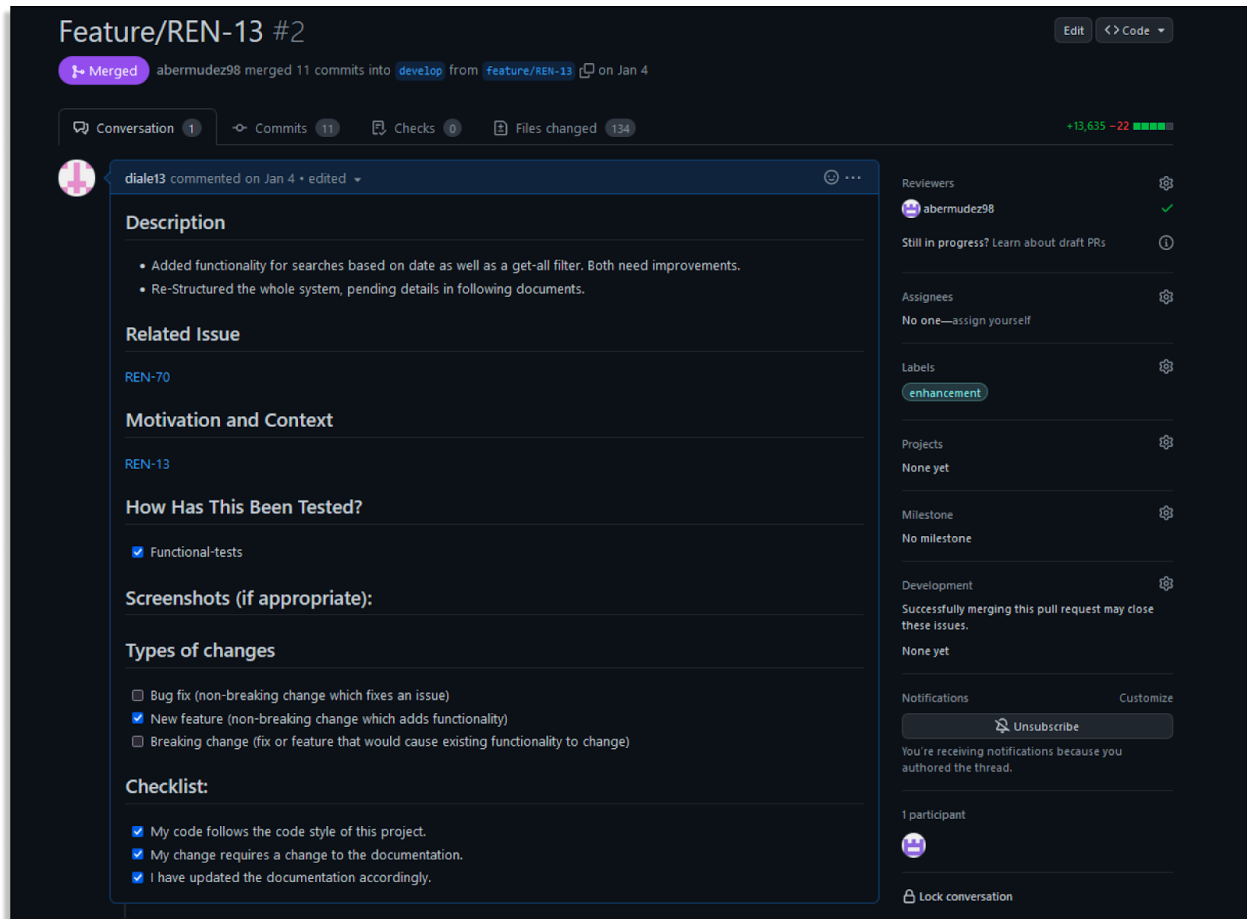 Feature/REN-13 #2
Edit
<> Code
Merged
abermudez98 merged 11 commits into develop from feature/REN-13 on Jan 4
Conversation 1
Commits 11
Checks 0
Files changed 134
+13,635 −22
diale13 commented on Jan 4 • edited
Description
• Added functionality for searches based on date as well as a get-all filter. Both need improvements.
• Re-Structured the whole system, pending details in following documents.
Related Issue
REN-70
Motivation and Context
REN-13
How Has This Been Tested?
Functional-tests
Screenshots (if appropriate):
Types of changes
Bug fix (non-breaking change which fixes an issue)
New feature (non-breaking change which adds functionality)
Breaking change (fix or feature that would cause existing functionality to change)
Checklist:
My code follows the code style of this project.
My change requires a change to the documentation.
I have updated the documentation accordingly.
Reviewers
abermudez98
Still in progress? Learn about draft PRs
Assignees
No one—assign yourself
Labels
enhancement
Projects
None yet
Milestone
No milestone
Development
Successfully merging this pull request may close
these issues.
None yet
Notifications
Customize
Unsubscribe
You're receiving notifications because you
authored the thread.
1 participant
Lock conversation